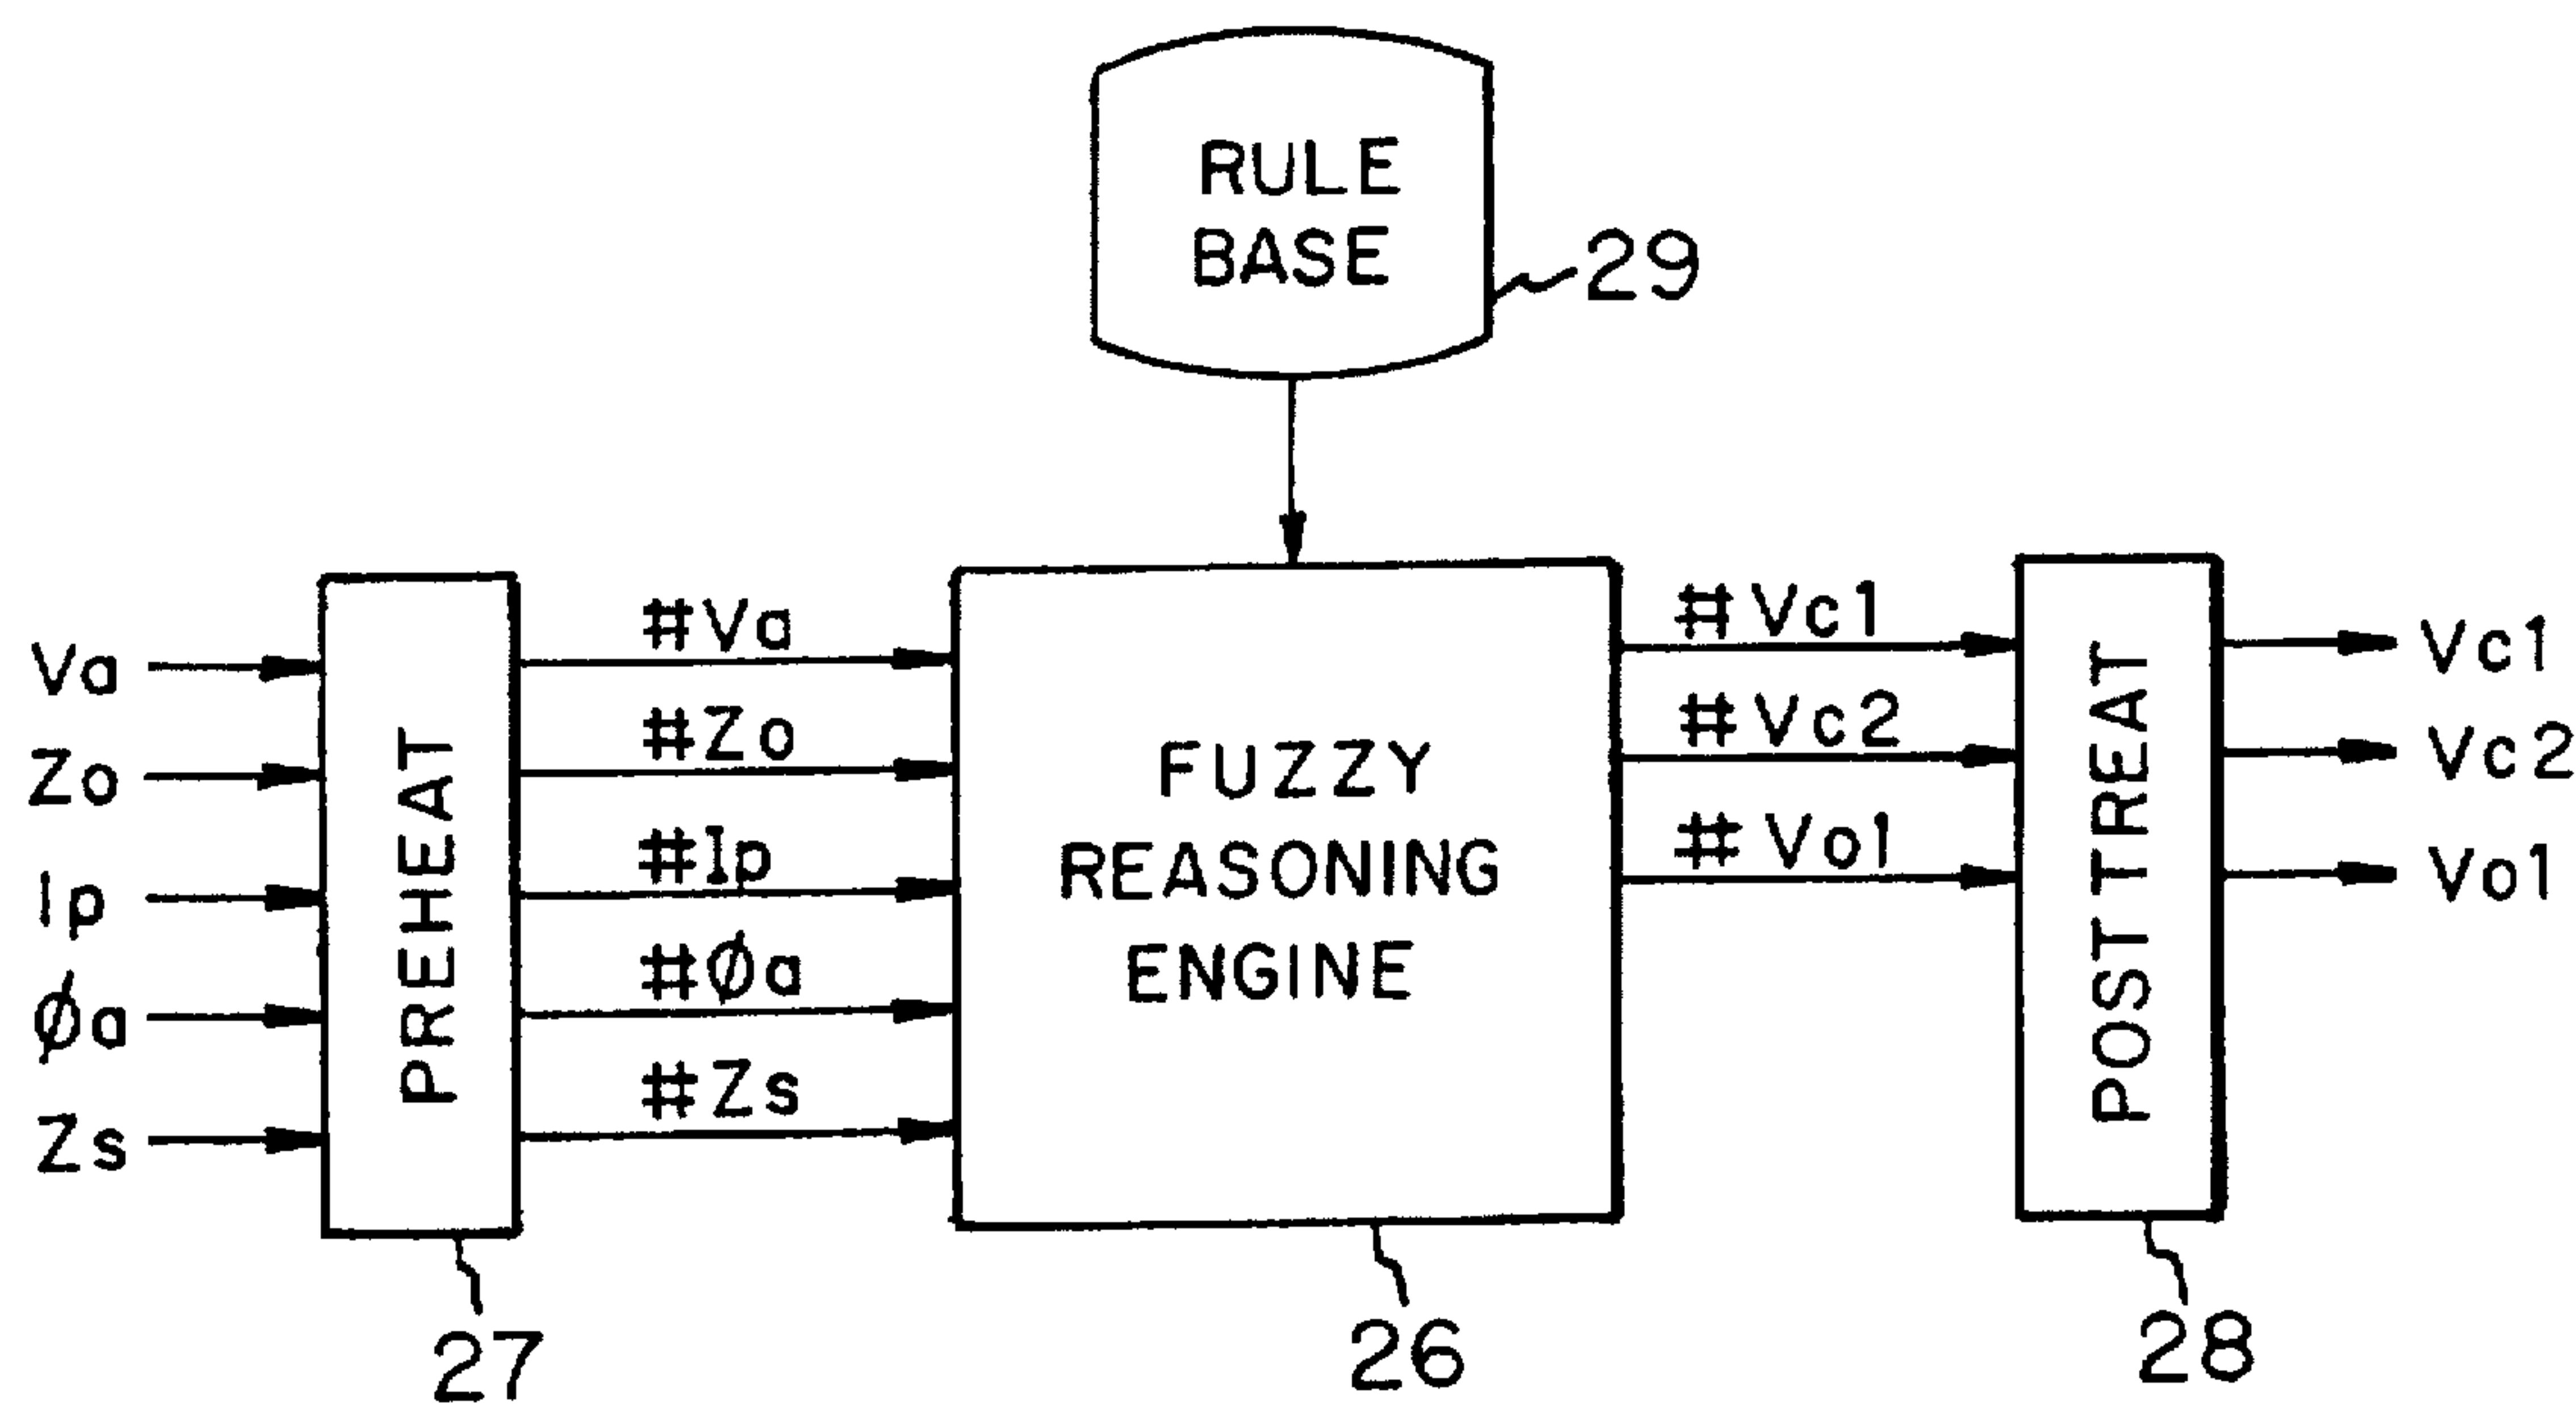 RULE
BASE
29
Va
Zo
Ip
øa
Zs
PREHEAT
#Va
#Zo
#Ip
#øa
#Zs
FUZZY
REASONING
ENGINE
#Vc1
#Vc2
#Vo1
POST TREAT
Vc1
Vc2
Vo1
27
26
28